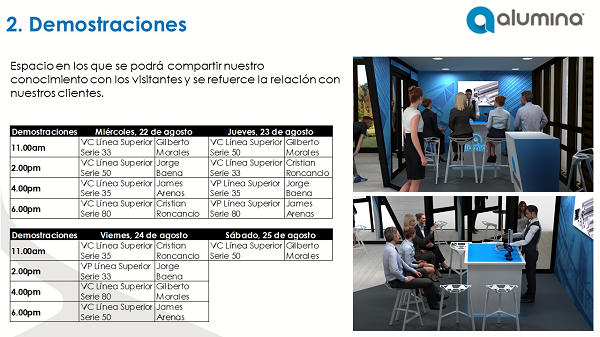 2. Demostraciones
alumina
Espacio en los que se podrá compartir nuestro
conocimiento con los visitantes y se refuerce la relación con
nuestros clientes.
Demostraciones Miércoles, 22 de agosto Jueves, 23 de agosto
11.00am VC Línea Superior Serie 33 Gilberto Morales VC Línea Superior Serie 50 Gilberto Morales
2.00pm VC Línea Superior Serie 50 Jorge Baena VC Línea Superior Serie 33 Cristian Roncancio
4.00pm VC Línea Superior Serie 35 James Arenas VP Línea Superior Serie 35 Jorge Baena
6.00pm VC Línea Superior Serie 80 Cristian Roncancio VP Línea Superior Serie 80 James Arenas
Demostraciones Viernes, 24 de agosto Sábado, 25 de agosto
11.00am VC Línea Superior Serie 35 Cristian Roncancio VC Línea Superior Serie 50 Gilberto Morales
2.00pm VP Línea Superior Serie 33 Jorge Baena
4.00pm VC Línea Superior Serie 80 Gilberto Morales
6.00pm VC Línea Superior Serie 50 James Arenas